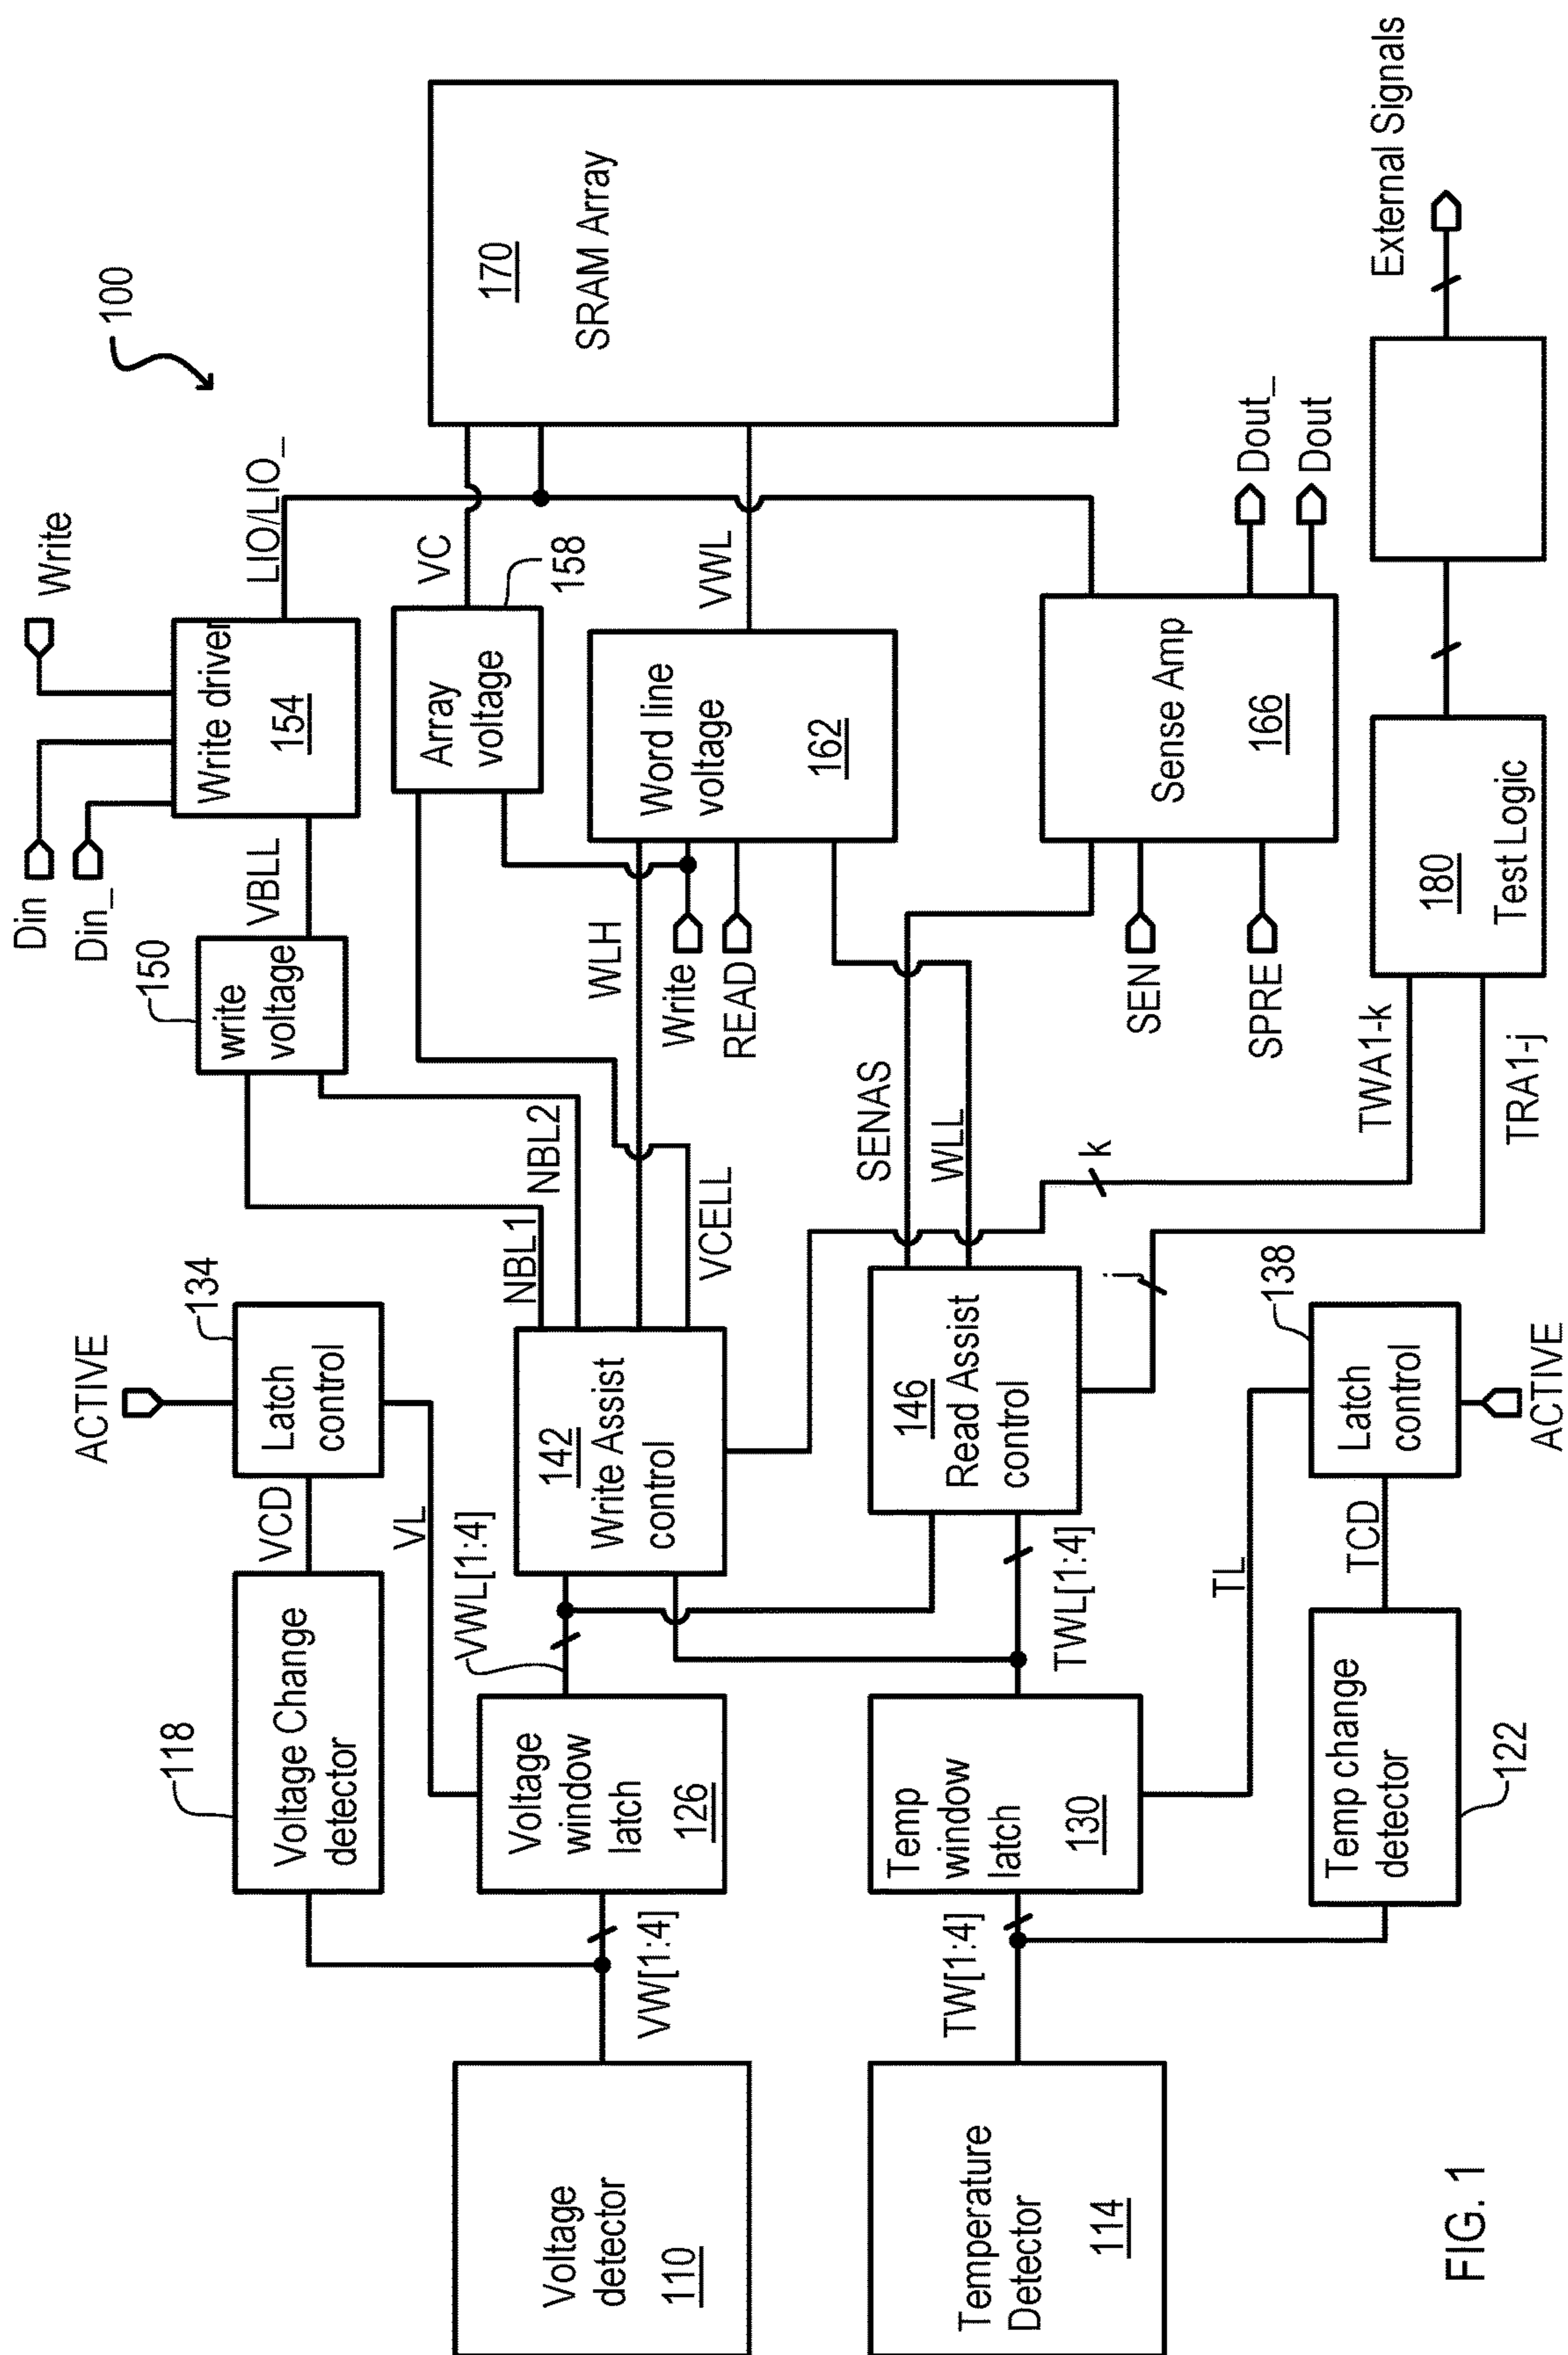 100
Voltage
detector
110
Temperature
Detector
114
VW[1:4]
TW[1:4]
118
Voltage Change
detector
Voltage
window
latch
126
Temp
window
latch
130
Temp change
detector
122
VCD
VL
VWL[1:4]
TWL[1:4]
TL
TCD
ACTIVE
134
Latch
control
142
Write Assist
control
146
Read Assist
control
138
Latch
control
ACTIVE
NBL1
NBL2
VCELL
WLH
SENAS
WLL
k
j
TWA1-k
TRA1-j
150
write
voltage
Din
Din_
VBLL
Write
READ
SEN
SPRE
Write
Write driver
154
Array
voltage
158
Word line
voltage
162
Sense Amp
166
180
Test Logic
LIO/LIO_
VC
VWL
Dout_
Dout
170
SRAM Array
External Signals
FIG. 1